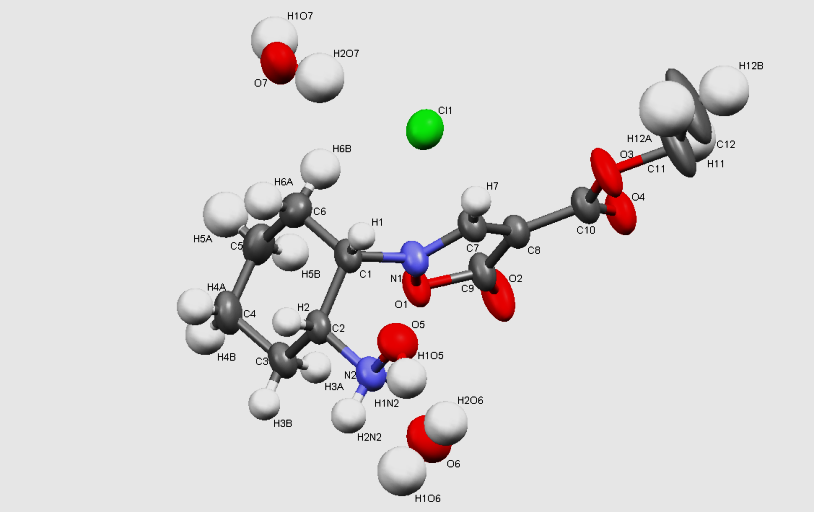 H1O7
H2O7
O7
Cl1
H12B
H12A
C12
O3
H11
C11
O4
H6B
H6A
H7
C6
H1
C10
H5A
C5
C7
C8
C1
H5B
N1
C9
O2
H4A
O1
C4
H2
C2
O5
H4B
H1O5
C3
N2
H3A
H1N2
H2O6
H3B
H2N2
O6
H1O6